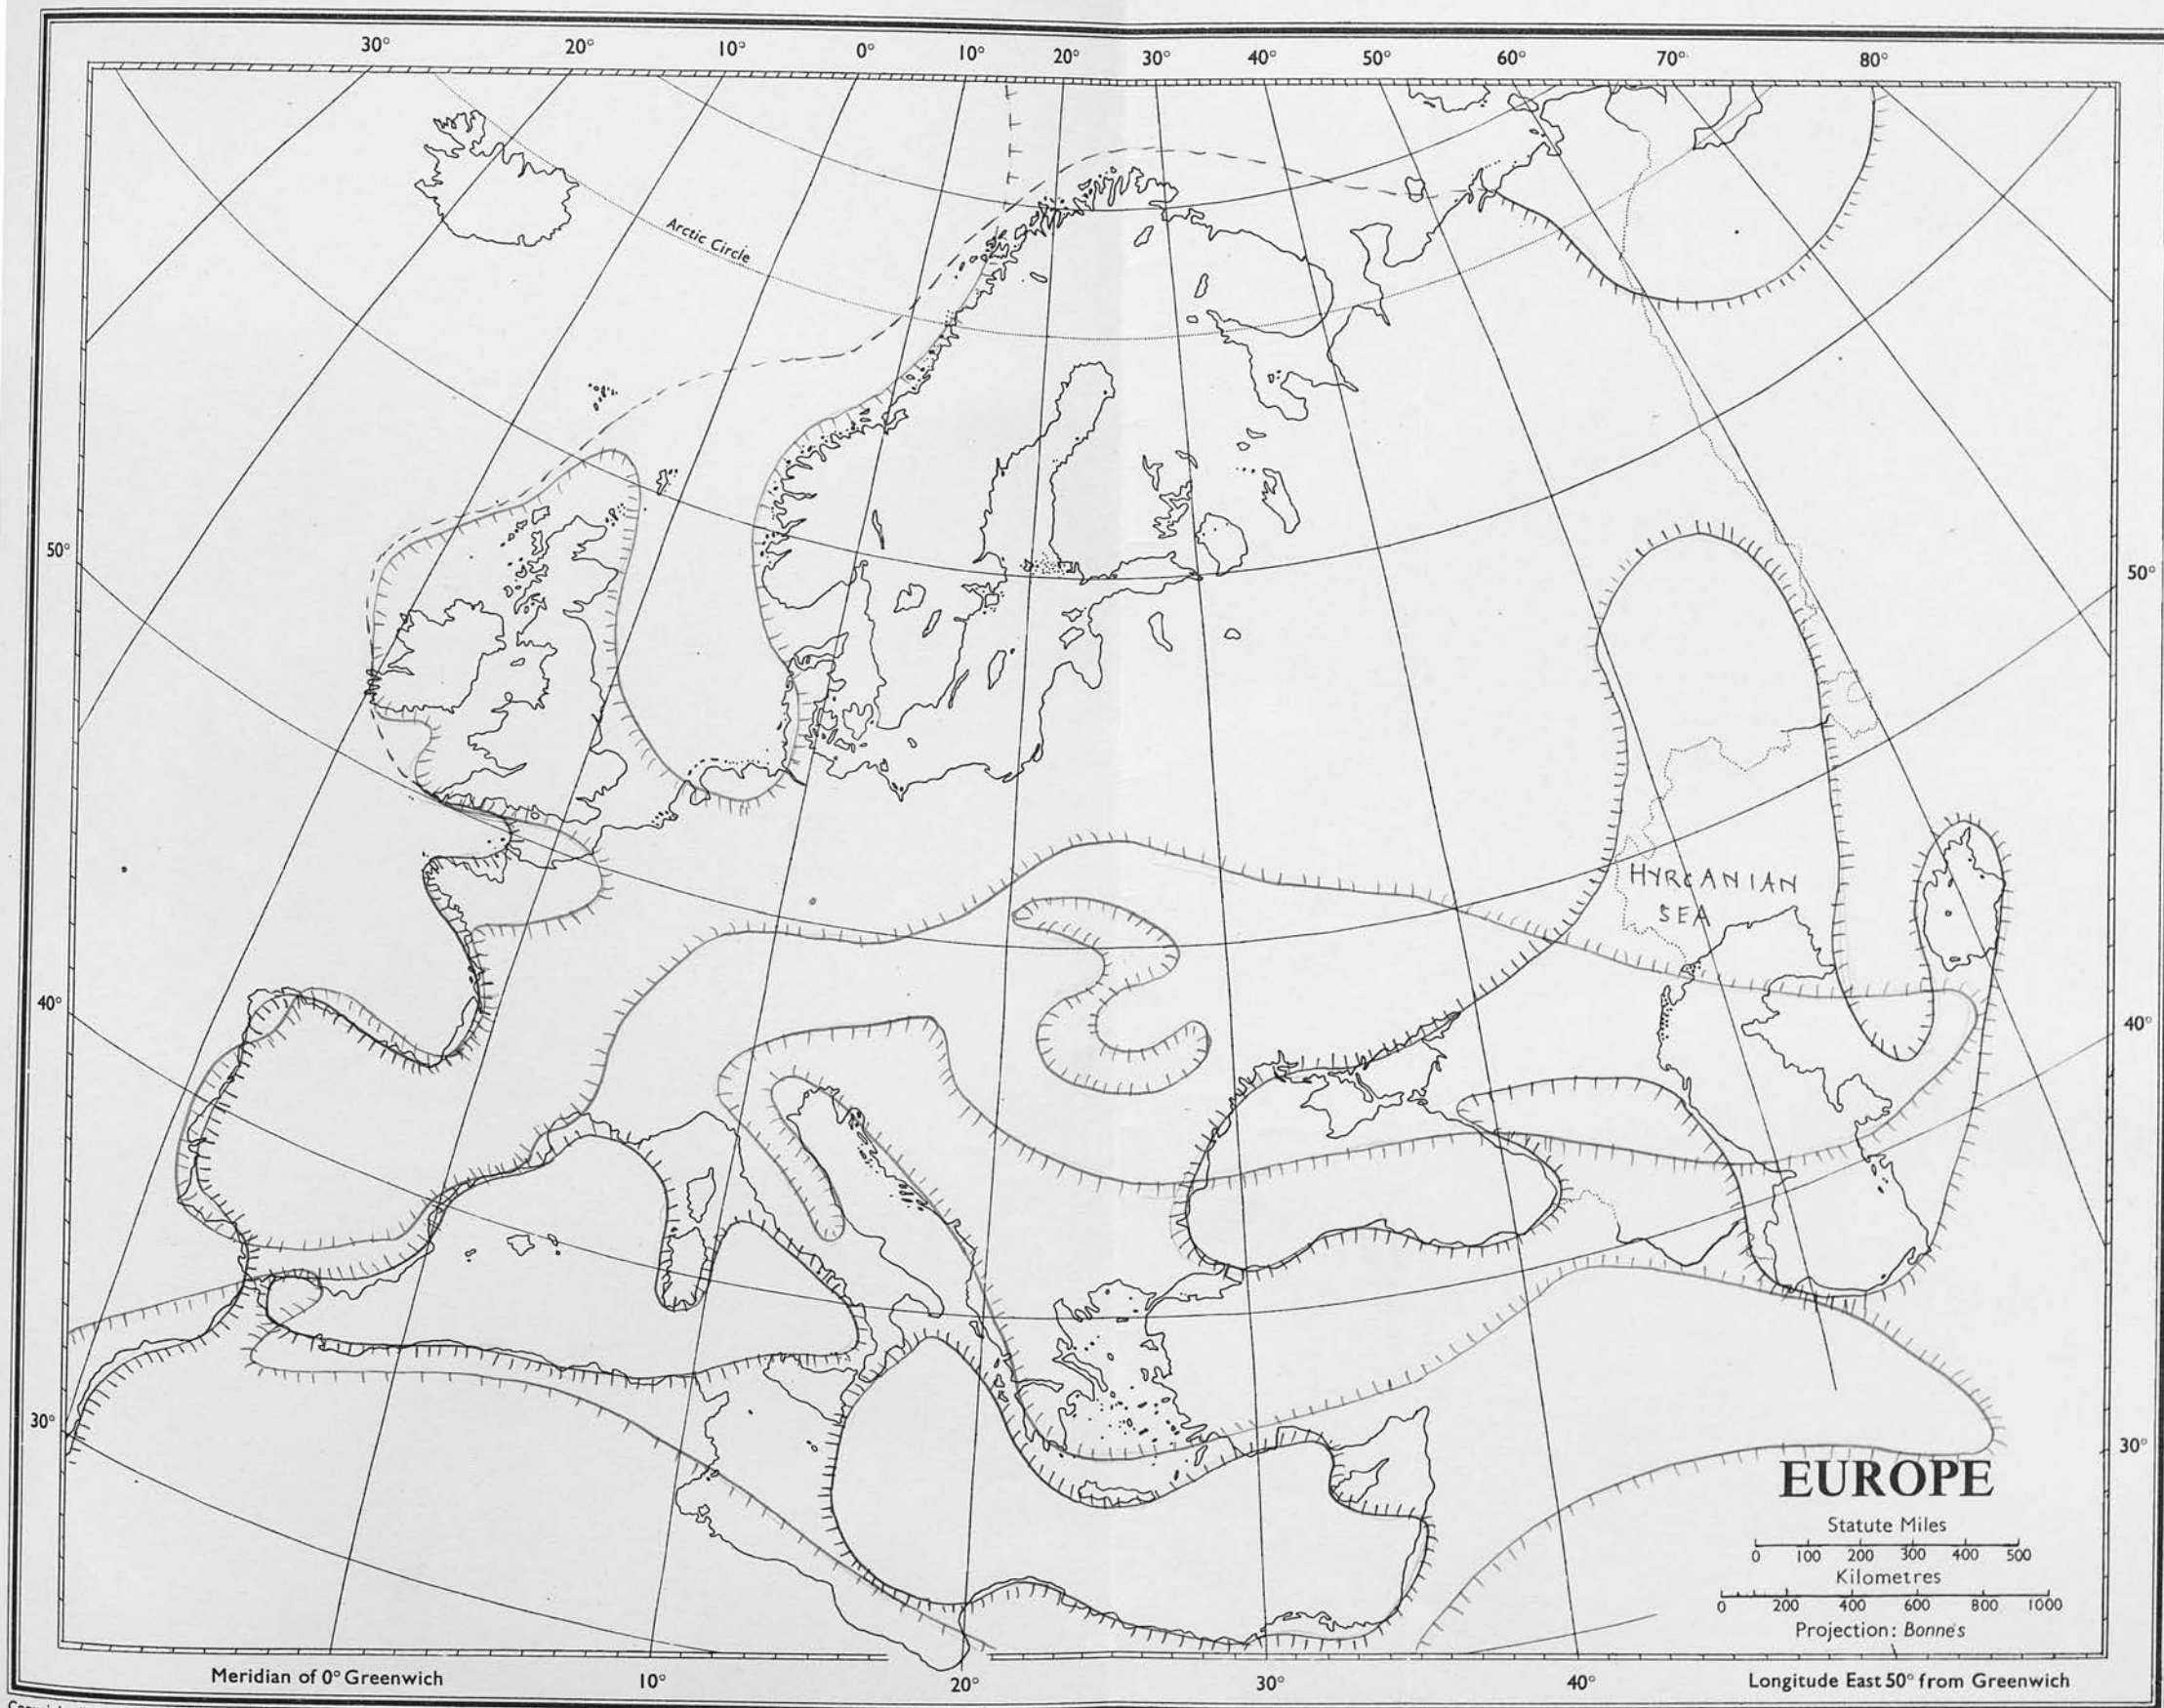 30° 20° 10° 0° 10° 20° 30° 40° 50° 60° 70° 80°
Arctic Circle
50° 50°
HYRCANIAN
SEA
40° 40°
30° 30°
EUROPE
Statute Miles
0 100 200 300 400 500
Kilometres
0 200 400 600 800 1000
Projection: Bonne's
Meridian of 0° Greenwich 10° 20° 30° 40° Longitude East 50° from Greenwich